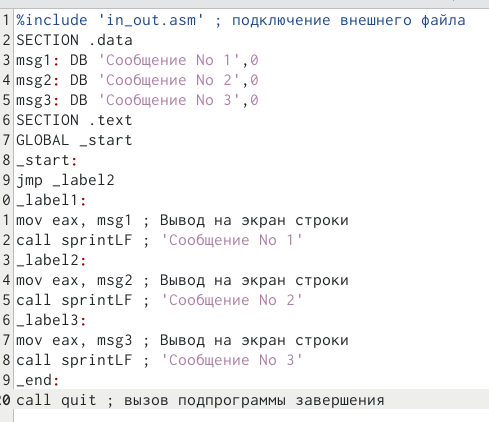 1 %include 'in_out.asm' ; подключение внешнего файла
2 SECTION .data
3 msg1: DB 'Сообщение No 1',0
4 msg2: DB 'Сообщение No 2',0
5 msg3: DB 'Сообщение No 3',0
6 SECTION .text
7 GLOBAL _start
8 _start:
9 jmp _label2
0 _label1:
1 mov eax, msg1 ; Вывод на экран строки
2 call sprintLF ; 'Сообщение No 1'
3 _label2:
4 mov eax, msg2 ; Вывод на экран строки
5 call sprintLF ; 'Сообщение No 2'
6 _label3:
7 mov eax, msg3 ; Вывод на экран строки
8 call sprintLF ; 'Сообщение No 3'
9 _end:
20 call quit ; вызов подпрограммы завершения